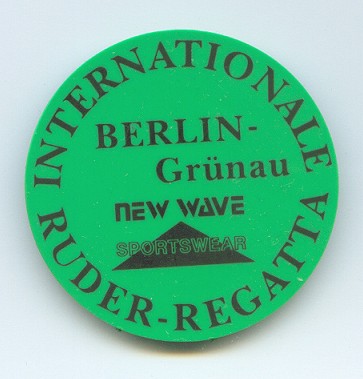 INTERNATIONALE
BERLIN-
Grünau
new wave
SPORTSWEAR
RUDER-REGATTA